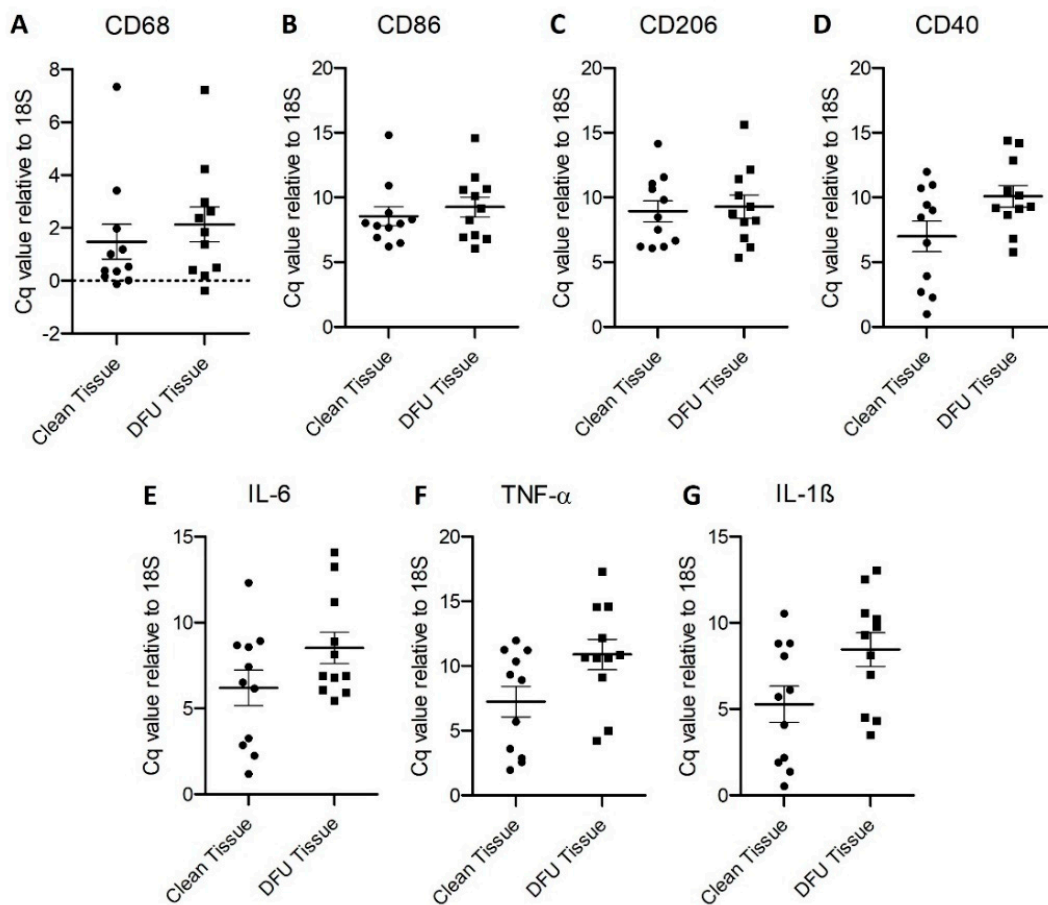 A CD68
Cq value relative to 18S
8
6
4
2
0
-2
Clean Tissue
DFU Tissue
B CD86
Cq value relative to 18S
20
15
10
5
0
Clean Tissue
DFU Tissue
C CD206
Cq value relative to 18S
20
15
10
5
0
Clean Tissue
DFU Tissue
D CD40
Cq value relative to 18S
20
15
10
5
0
Clean Tissue
DFU Tissue
E IL-6
Cq value relative to 18S
15
10
5
0
Clean Tissue
DFU Tissue
F TNF-α
Cq value relative to 18S
20
15
10
5
0
Clean Tissue
DFU Tissue
G IL-1ß
Cq value relative to 18S
15
10
5
0
Clean Tissue
DFU Tissue